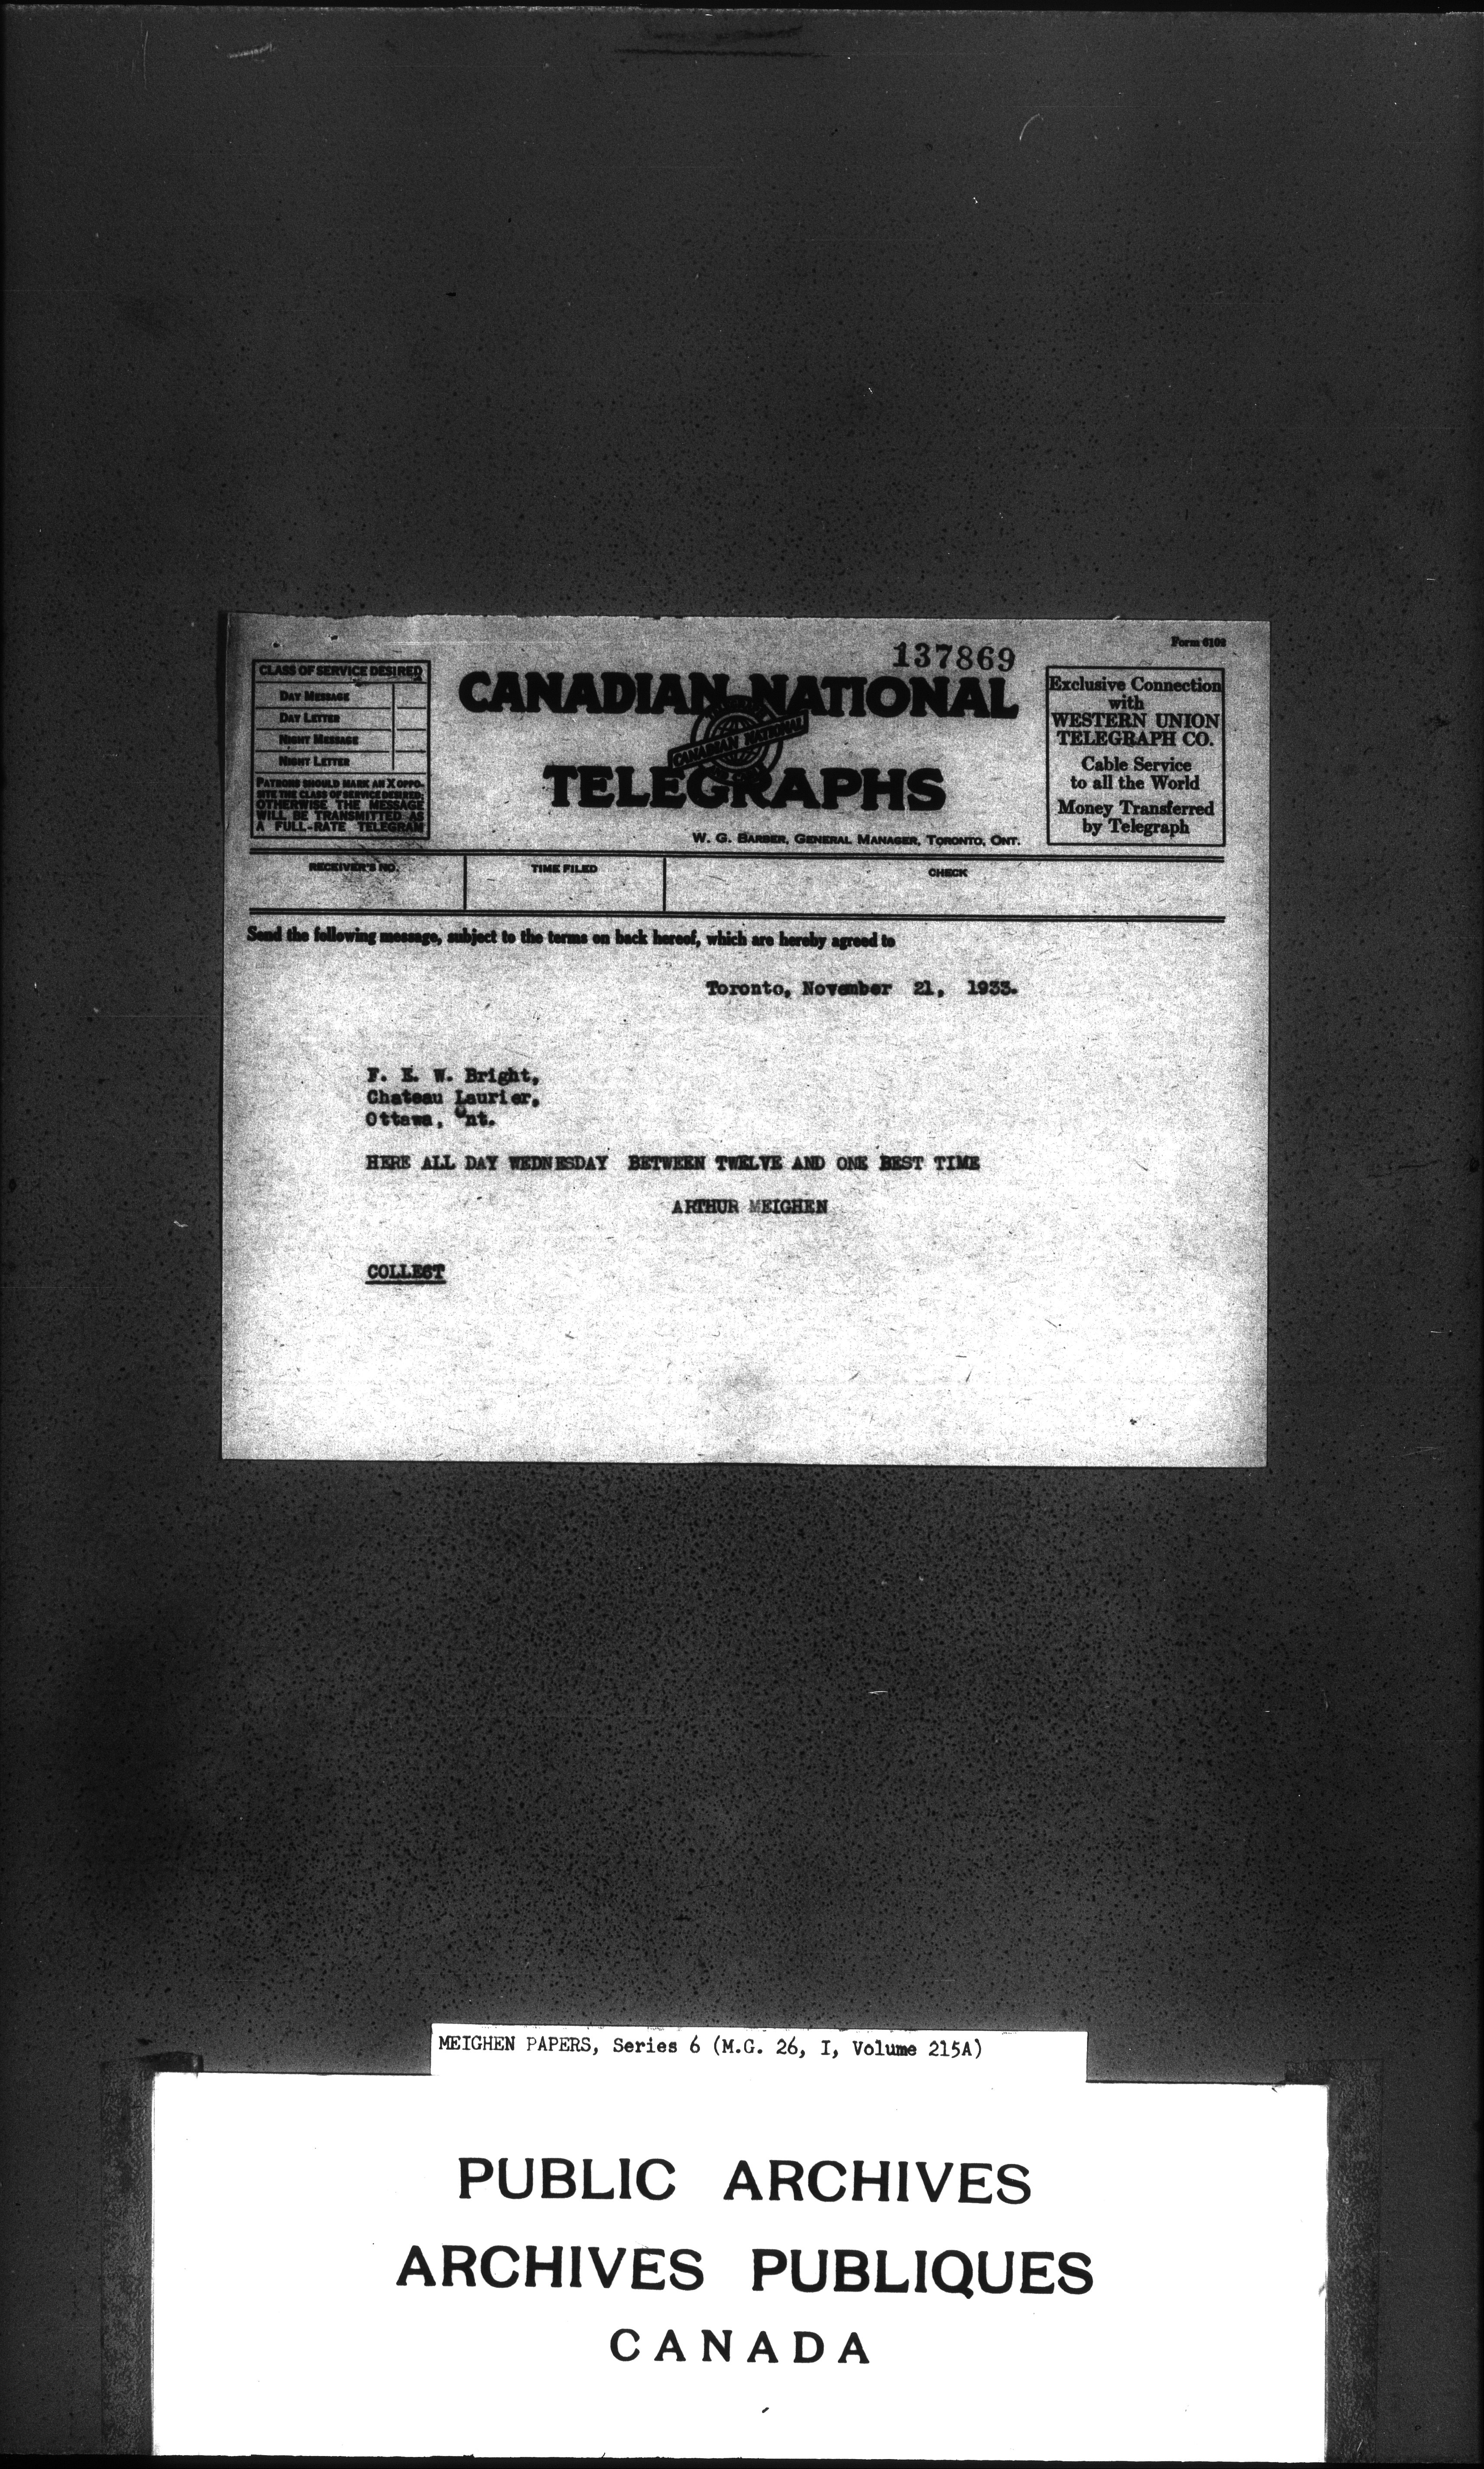 137869
Form 6102
CLASS OF SERVICE DESIRED
DAY MESSAGE
DAY LETTER
NIGHT MESSAGE
NIGHT LETTER
PATRONS SHOULD MARK AN X OPPO-
SITE THE CLASS OF SERVICE DESIRED;
OTHERWISE THE MESSAGE
WILL BE TRANSMITTED AS
A FULL-RATE TELEGRAM
CANADIAN NATIONAL
CANADIAN NATIONAL
TELEGRAPHS
W. G. BARBER, GENERAL MANAGER, TORONTO, ONT.
Exclusive Connection
with
WESTERN UNION
TELEGRAPH CO.
Cable Service
to all the World
Money Transferred
by Telegraph
RECEIVER'S NO.
TIME FILED
CHECK
Send the following message, subject to the terms on back hereof, which are hereby agreed to
Toronto, November 21, 1933.
F. E. W. Bright,
Chateau Laurier,
Ottawa, Ont.
HERE ALL DAY WEDNESDAY BETWEEN TWELVE AND ONE BEST TIME
ARTHUR MEIGHEN
COLLECT
MEIGHEN PAPERS, Series 6 (M.G. 26, I, Volume 215A)
PUBLIC ARCHIVES
ARCHIVES PUBLIQUES
CANADA